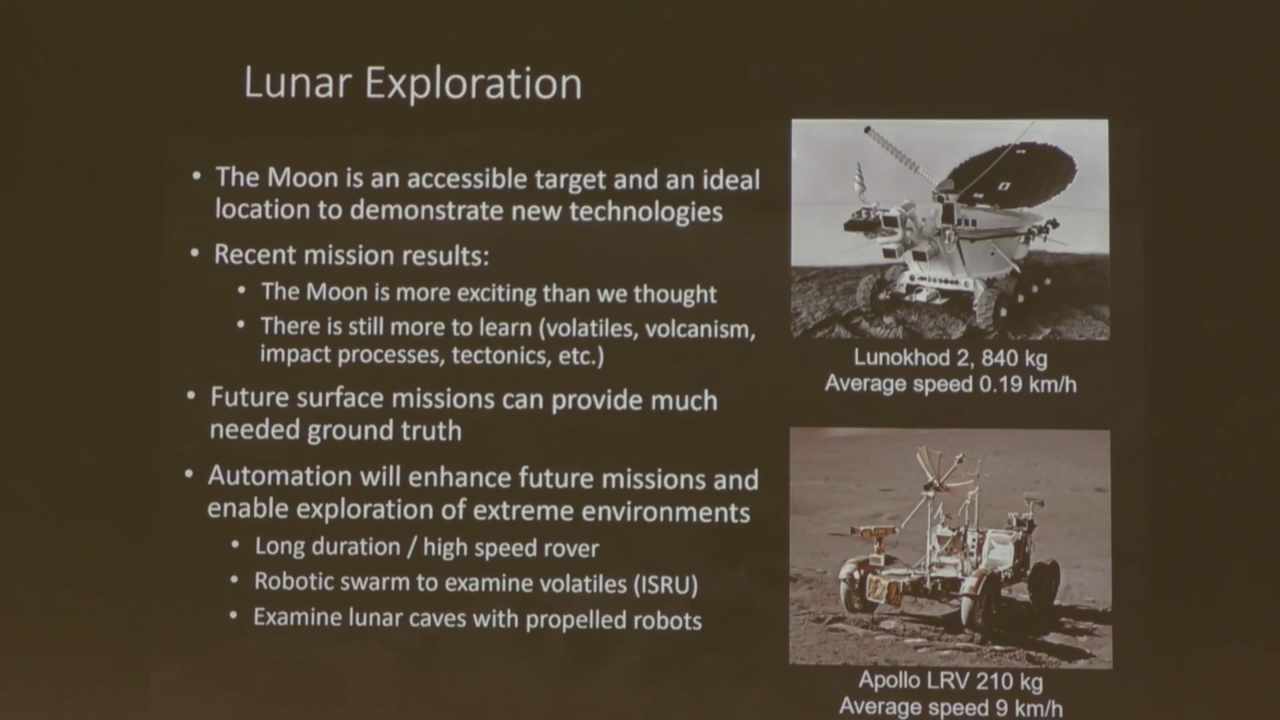 Lunar Exploration
• The Moon is an accessible target and an ideal
location to demonstrate new technologies
• Recent mission results:
• The Moon is more exciting than we thought
• There is still more to learn (volatiles, volcanism,
impact processes, tectonics, etc.)
• Future surface missions can provide much
needed ground truth
• Automation will enhance future missions and
enable exploration of extreme environments
• Long duration / high speed rover
• Robotic swarm to examine volatiles (ISRU)
• Examine lunar caves with propelled robots
Lunokhod 2, 840 kg
Average speed 0.19 km/h
Apollo LRV 210 kg
Average speed 9 km/h